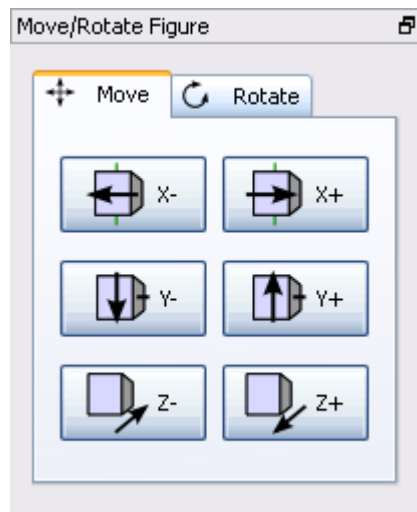 Move/Rotate Figure
Move Rotate
X- X+
Y- Y+
Z- Z+